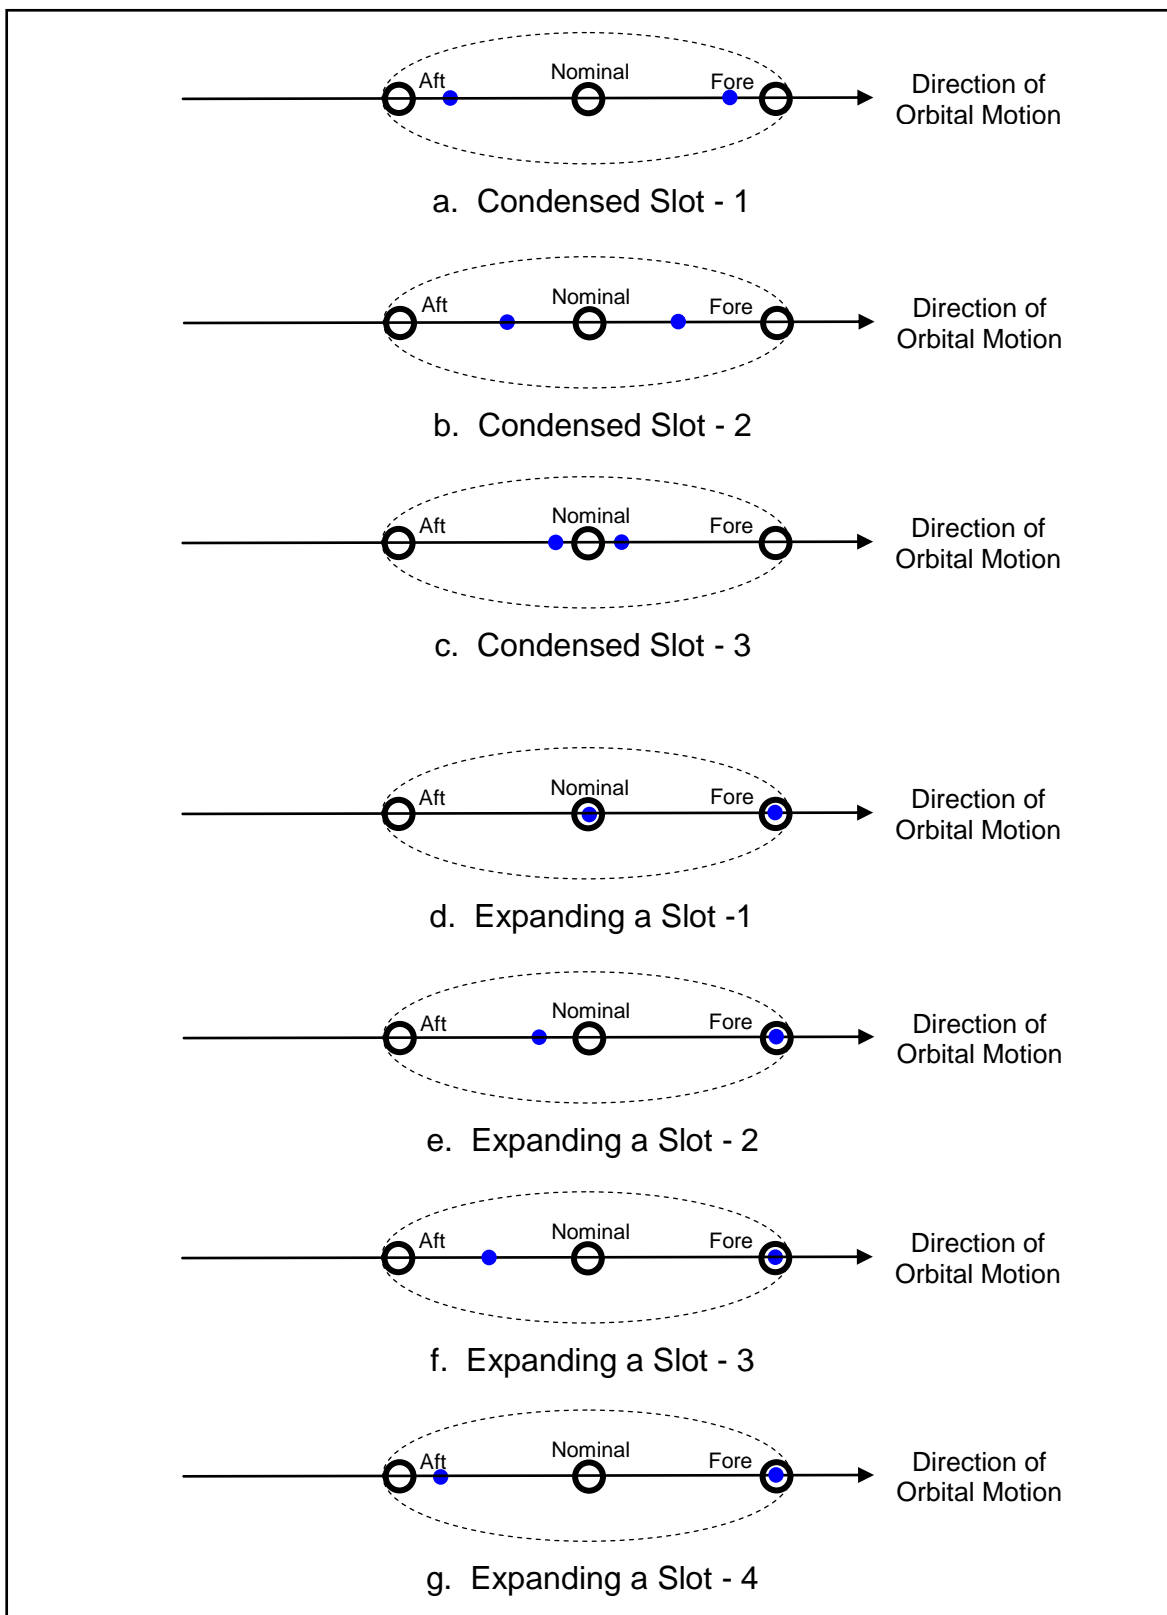 Aft Nominal Fore Direction of
Orbital Motion
a. Condensed Slot - 1
Aft Nominal Fore Direction of
Orbital Motion
b. Condensed Slot - 2
Aft Nominal Fore Direction of
Orbital Motion
c. Condensed Slot - 3
Aft Nominal Fore Direction of
Orbital Motion
d. Expanding a Slot -1
Aft Nominal Fore Direction of
Orbital Motion
e. Expanding a Slot - 2
Aft Nominal Fore Direction of
Orbital Motion
f. Expanding a Slot - 3
Aft Nominal Fore Direction of
Orbital Motion
g. Expanding a Slot - 4